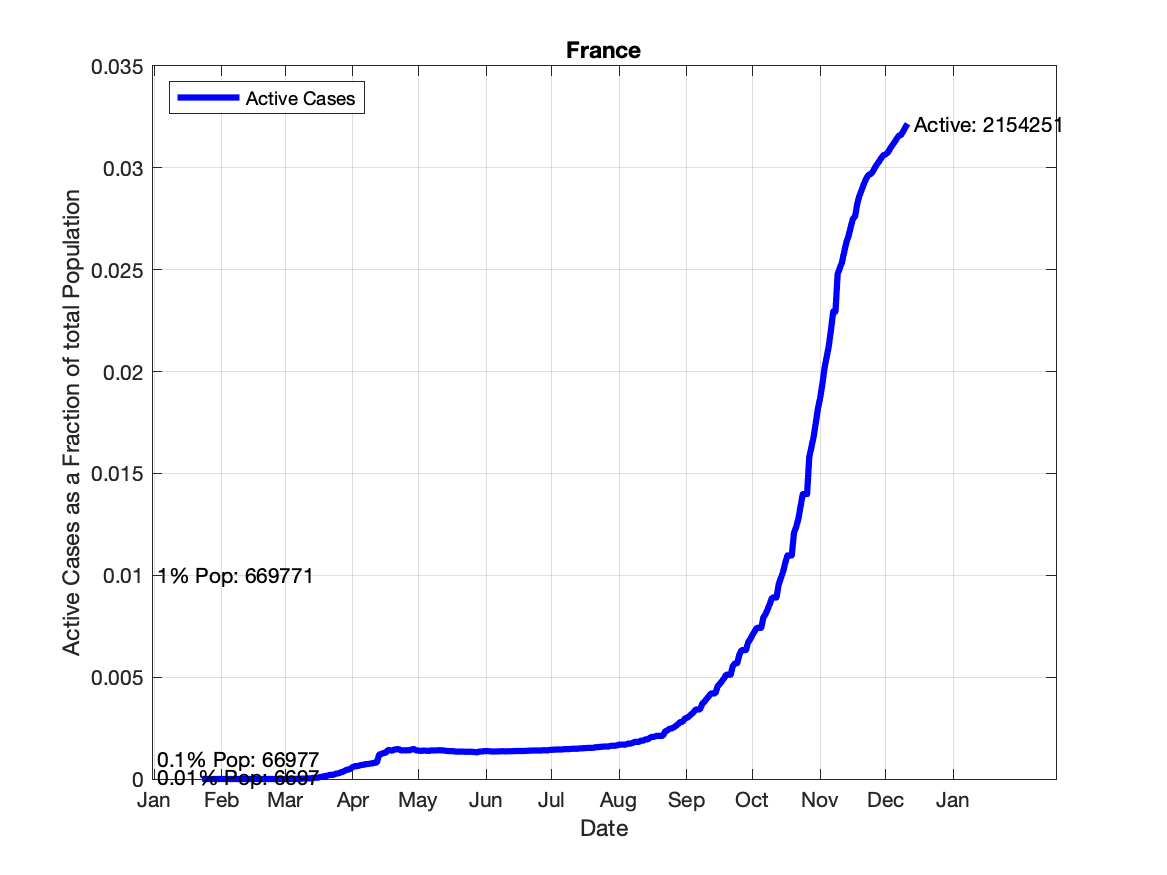 France
0.035
Active Cases
Active: 2154251
0.03
0.025
0.02
0.015
0.01
1% Pop: 669771
0.005
0.1% Pop: 66977
0
0.01% Pop: 6697
Jan Feb Mar Apr May Jun Jul Aug Sep Oct Nov Dec Jan
Date
Active Cases as a Fraction of total Population